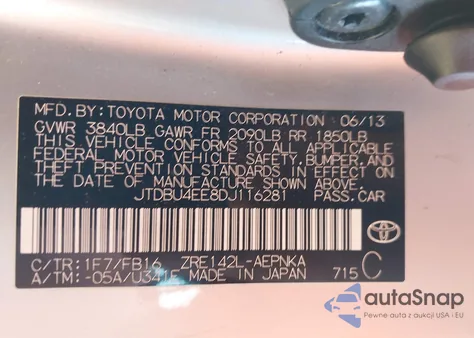 MFD. BY: TOYOTA MOTOR CORPORATION 06/13
GVWR 3840LB GAWR FR 2090LB RR 1850LB
THIS VEHICLE CONFORMS TO ALL APPLICABLE
FEDERAL MOTOR VEHICLE SAFETY, BUMPER, AND
THEFT PREVENTION STANDARDS IN EFFECT ON
THE DATE OF MANUFACTURE SHOWN ABOVE.
JTDBU4EE8DJ116281 PASS. CAR
C/TR: 1F7/FB16 ZRE142L-AEPNKA
A/TM: -05A/U341E MADE IN JAPAN 715 C
autoSnap
Pewne auta z aukcji USA i EU